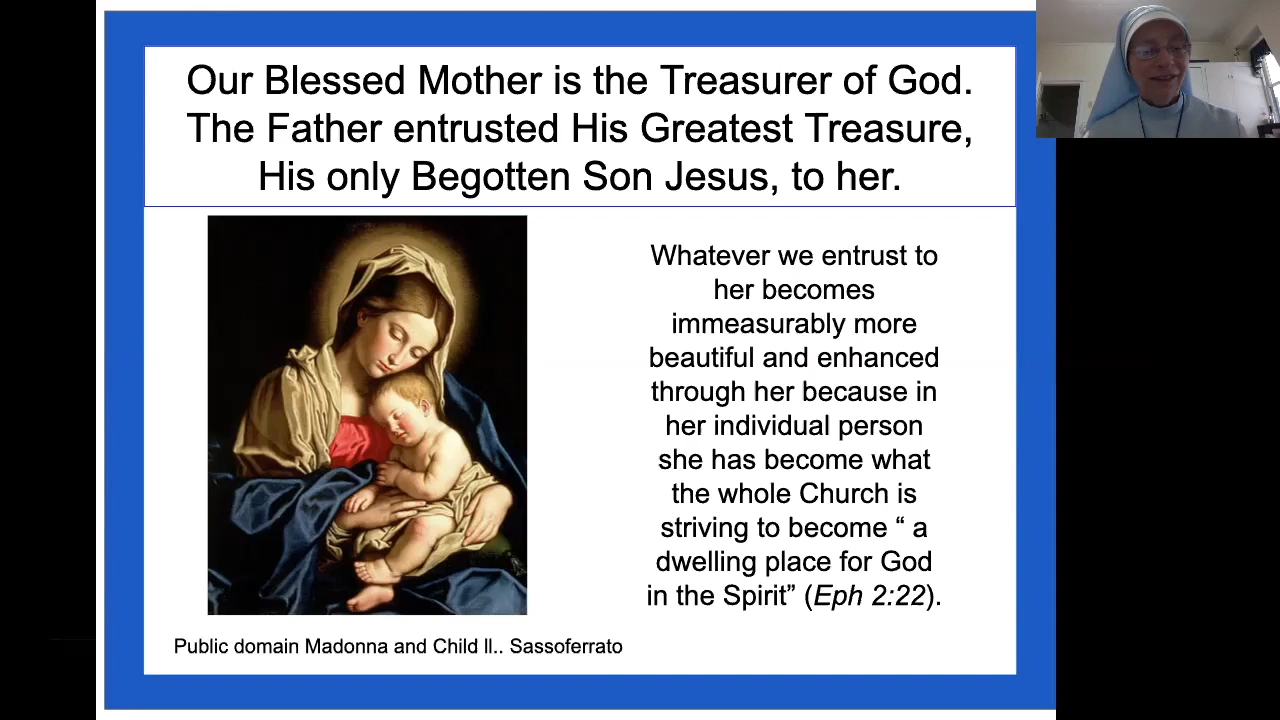 Our Blessed Mother is the Treasurer of God.
The Father entrusted His Greatest Treasure,
His only Begotten Son Jesus, to her.
Whatever we entrust to
her becomes
immeasurably more
beautiful and enhanced
through her because in
her individual person
she has become what
the whole Church is
striving to become “ a
dwelling place for God
in the Spirit” (Eph 2:22).
Public domain Madonna and Child ll.. Sassoferrato